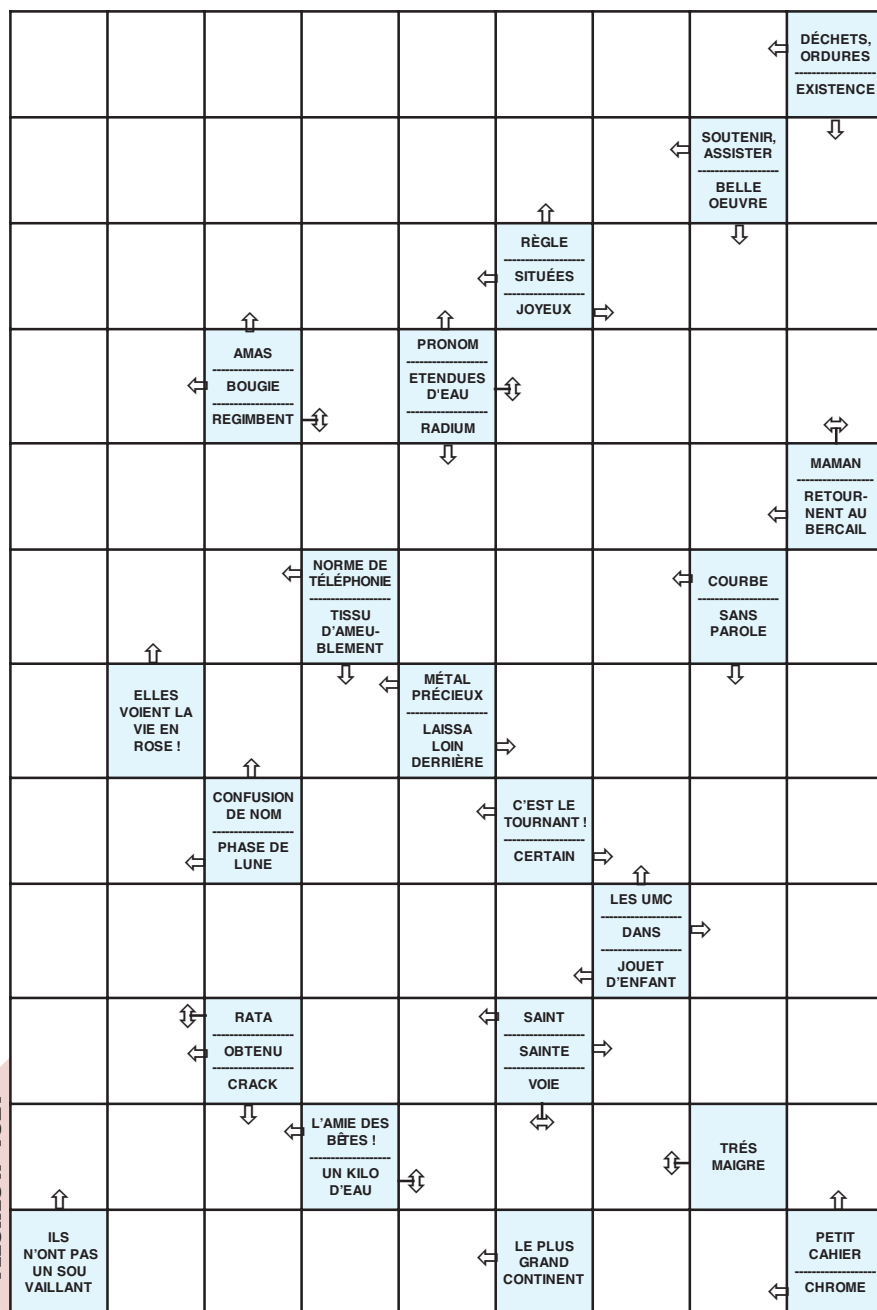 DÉCHETS,
ORDURES
EXISTENCE
SOUTENIR,
ASSISTER
BELLE
OEUVRE
RÈGLE
SITUÉES
JOYEUX
AMAS
BOUGIE
REGIMBENT
PRONOM
ETENDUES
D'EAU
RADIUM
MAMAN
RETOUR-
NENT AU
BERCAIL
NORME DE
TÉLÉPHONIE
TISSU
D'AMEU-
BLEMENT
COURBE
SANS
PAROLE
ELLES
VOIENT LA
VIE EN
ROSE !
MÉTAL
PRÉCIEUX
LAISSA
LOIN
DERRIÈRE
CONFUSION
DE NOM
PHASE DE
LUNE
C'EST LE
TOURNANT !
CERTAIN
LES UMC
DANS
JOUET
D'ENFANT
RATA
OBTENU
CRACK
SAINT
SAINTE
VOIE
L'AMIE DES
BÊTES !
UN KILO
D'EAU
TRÉS
MAIGRE
ILS
N'ONT PAS
UN SOU
VAILLANT
LE PLUS
GRAND
CONTINENT
PETIT
CAHIER
CHROME